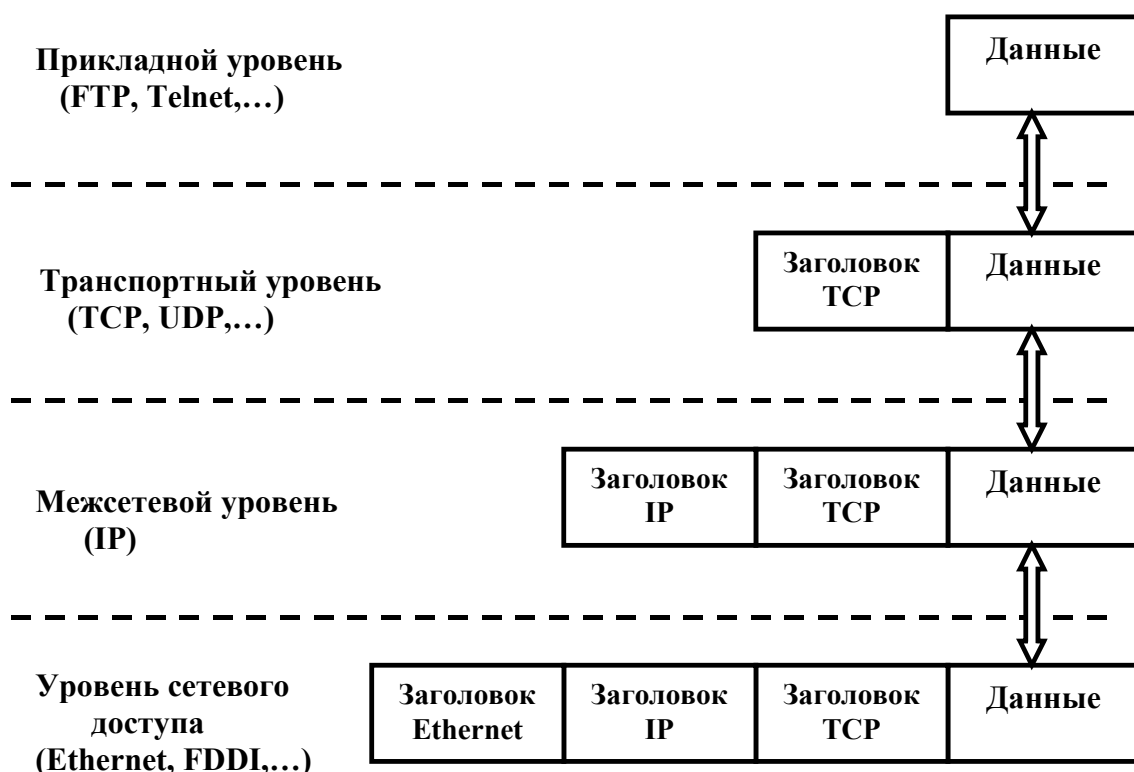 Прикладной уровень
(FTP, Telnet,…)
Данные
Транспортный уровень
(TCP, UDP,…)
Заголовок
TCP
Данные
Межсетевой уровень
(IP)
Заголовок
IP
Заголовок
TCP
Данные
Уровень сетевого
доступа
(Ethernet, FDDI,…)
Заголовок
Ethernet
Заголовок
IP
Заголовок
TCP
Данные